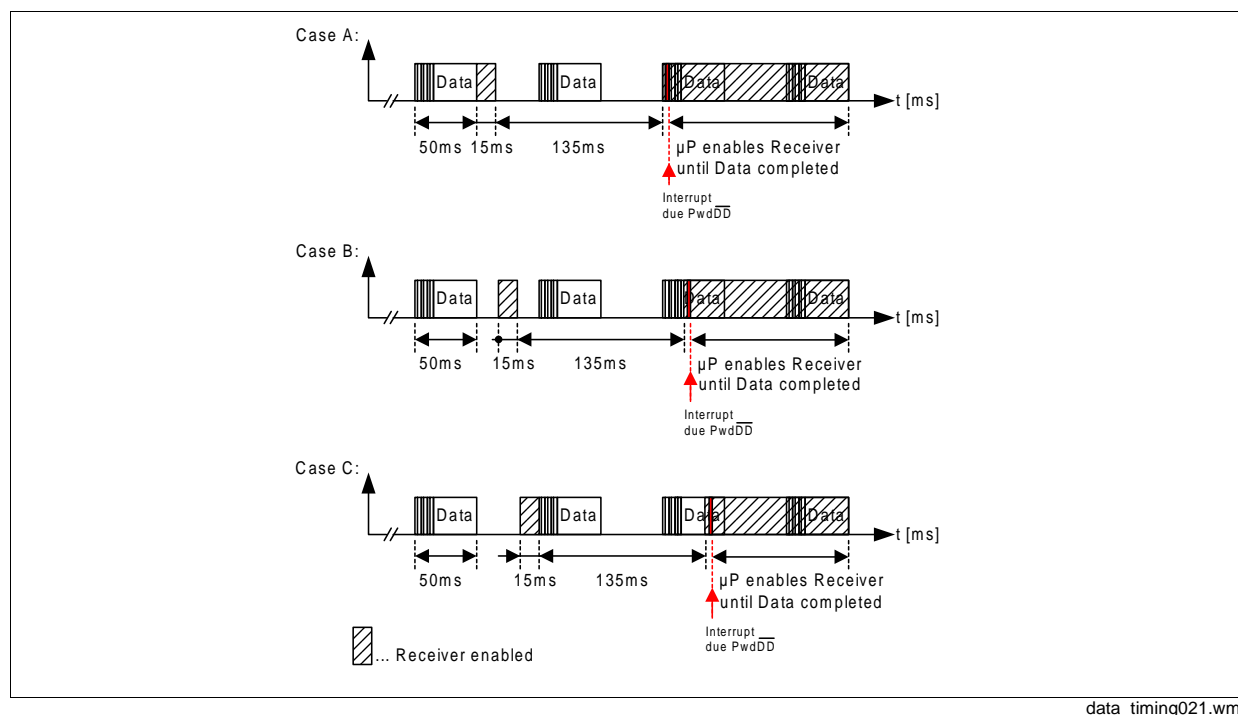 Case A:
Data Data Data Data
t [ms]
50ms 15ms 135ms
µP enables Receiver
until Data completed
Interrupt
due PwdDD
Case B:
Data Data Data Data
t [ms]
50ms 15ms 135ms
µP enables Receiver
until Data completed
Interrupt
due PwdDD
Case C:
Data Data Data Data
t [ms]
50ms 15ms 135ms
µP enables Receiver
until Data completed
Interrupt
due PwdDD
... Receiver enabled
data_timing021.wm